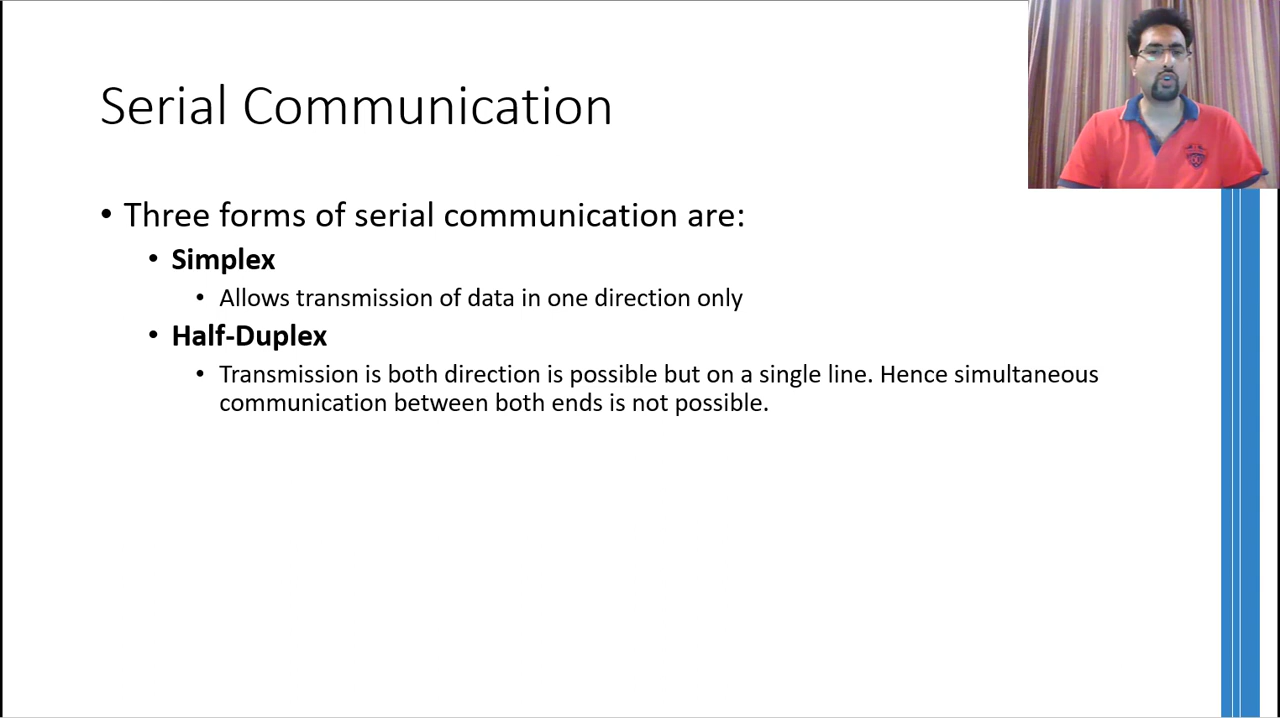 Serial Communication
• Three forms of serial communication are:
• Simplex
• Allows transmission of data in one direction only
• Half-Duplex
• Transmission is both direction is possible but on a single line. Hence simultaneous
communication between both ends is not possible.